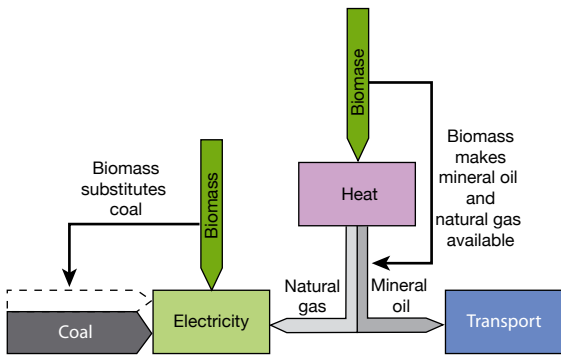 Biomase
Biomass
makes
mineral oil
and
natural gas
available
Biomass
substitutes
coal
Biomass
Heat
Natural
gas
Mineral
oil
Coal
Electricity
Transport